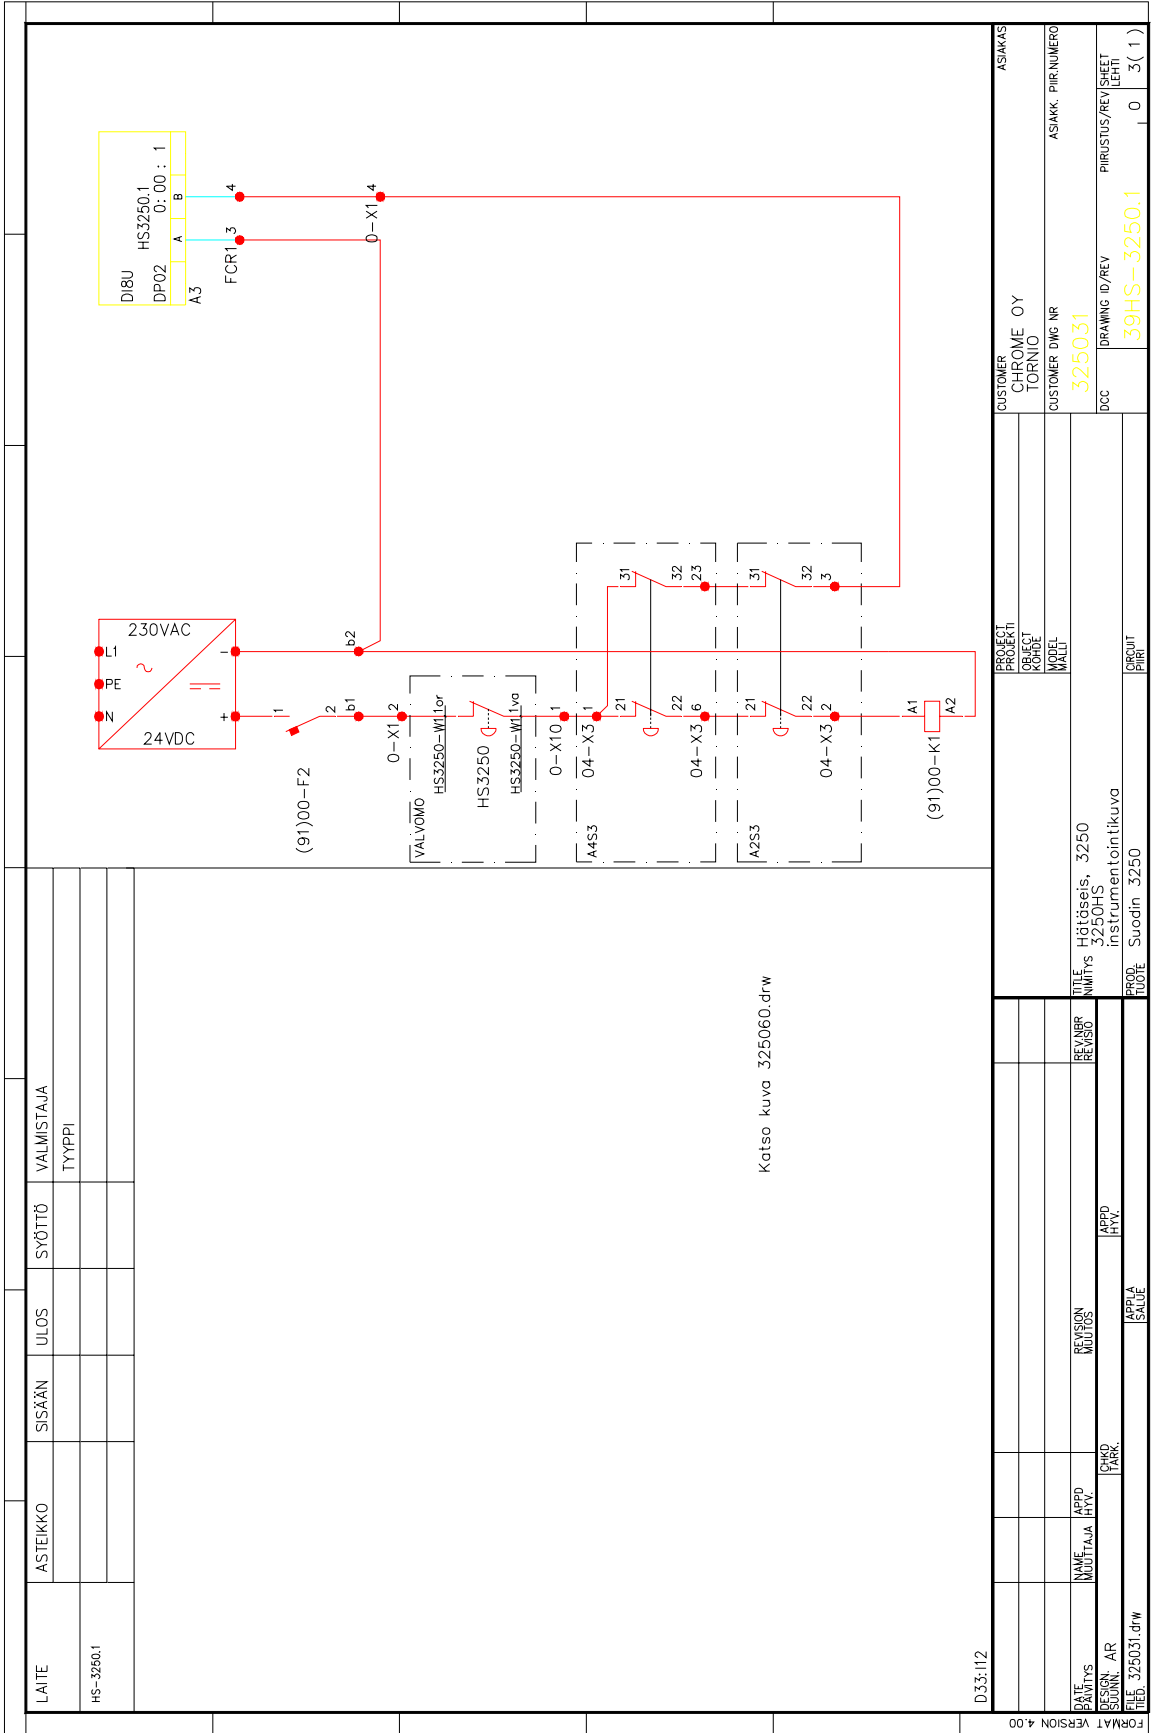 LAITE
ASTEIKKO
SISÄÄN
ULOS
SYÖTTÖ
VALMISTAJA
TYYPPI
HS-3250.1
230VAC
24VDC
L1
PE
N
-
+
DI8U
HS3250.1
DP02
0: 00 : 1
A
B
A3
FCR1 3
4
0-X1 4
(91)00-F2
1
2
b1
b2
0-X1 2
VALVOMO
HS3250-W1.1or
HS3250
HS3250-W1.1va
0-X10 1
04-X3 1
A4S3
21
22
31
32
23
04-X3 6
A2S3
21
22
31
32
3
04-X3 2
(91)00-K1
A1
A2
Katso kuva 325060.drw
D33:I12
DATE
PÄIVITYS
NAME
MUUTTAJA
APPD
HYV.
REVISION
MUUTOS
REV.NBR
REVISIO
DESIGN.
SUUNN.
AR
CHKD
TARK.
APPD
HYV.
FILE
TIED.
325031.drw
APPL.A
SALUE
TITLE
NIMITYS
Hätäseis, 3250
3250HS
instrumentointikuva
PROD.
TUOTE
Suodin 3250
CIRCUIT
PIIRI
PROJECT
PROJEKTI
OBJECT
KOHDE
MODEL
MALLI
CUSTOMER
ASIAKAS
CHROME OY
TORNIO
CUSTOMER DWG NR
ASIAKK. PIIR.NUMERO
325031
DCC
DRAWING ID/REV
PIIRUSTUS/REV
39HS-3250.1
0
SHEET
LEHTI
3( 1 )
FORMAT VERSION 4.00